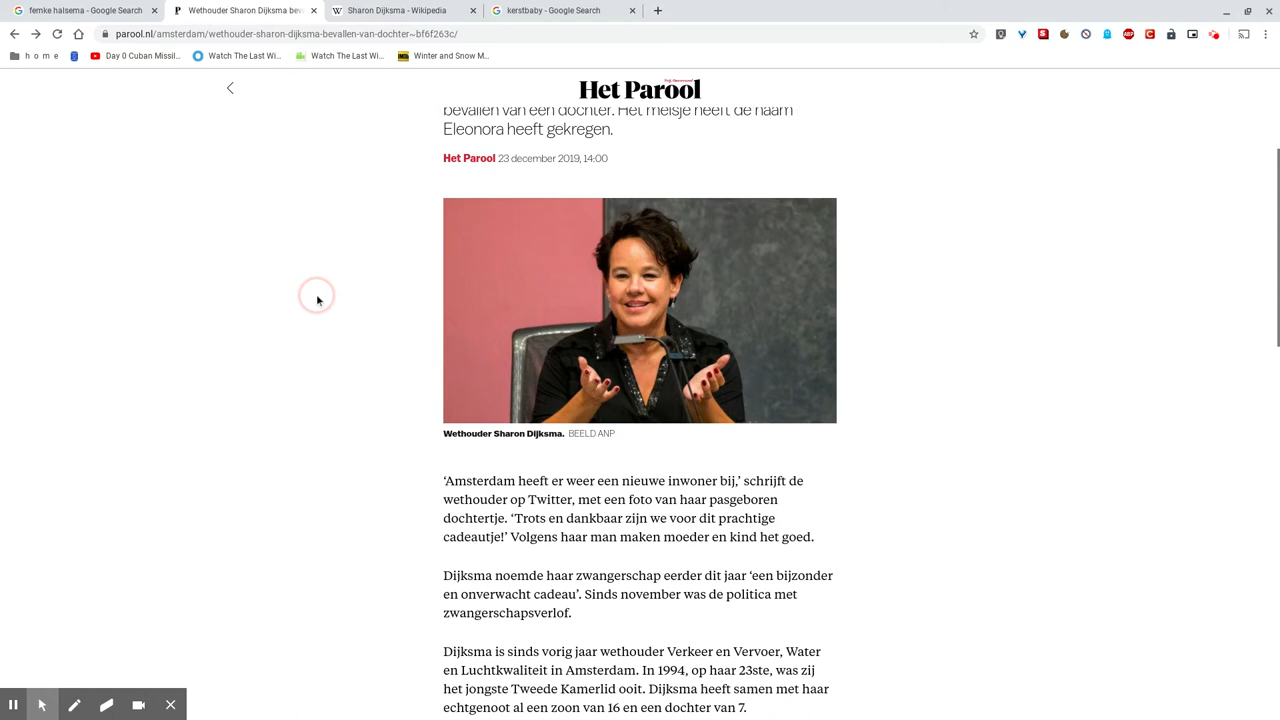 femke halsema - Google Search
Wethouder Sharon Dijksma bev
Sharon Dijksma - Wikipedia
kerstbaby - Google Search
parool.nl/amsterdam/wethouder-sharon-dijksma-bevallen-van-dochter~bf6f263c/
h o m e
Day 0 Cuban Missil...
Watch The Last Wi...
Watch The Last Wi...
Winter and Snow M...
Het Parool
bevallen van een dochter. Het meisje heeft de naam
Eleonora heeft gekregen.
Het Parool 23 december 2019, 14:00
Wethouder Sharon Dijksma. BEELD ANP
‘Amsterdam heeft er weer een nieuwe inwoner bij,’ schrijft de
wethouder op Twitter, met een foto van haar pasgeboren
dochtertje. ‘Trots en dankbaar zijn we voor dit prachtige
cadeautje!’ Volgens haar man maken moeder en kind het goed.
Dijksma noemde haar zwangerschap eerder dit jaar ‘een bijzonder
en onverwacht cadeau’. Sinds november was de politica met
zwangerschapsverlof.
Dijksma is sinds vorig jaar wethouder Verkeer en Vervoer, Water
en Luchtkwaliteit in Amsterdam. In 1994, op haar 23ste, was zij
het jongste Tweede Kamerlid ooit. Dijksma heeft samen met haar
echtgenoot al een zoon van 16 en een dochter van 7.